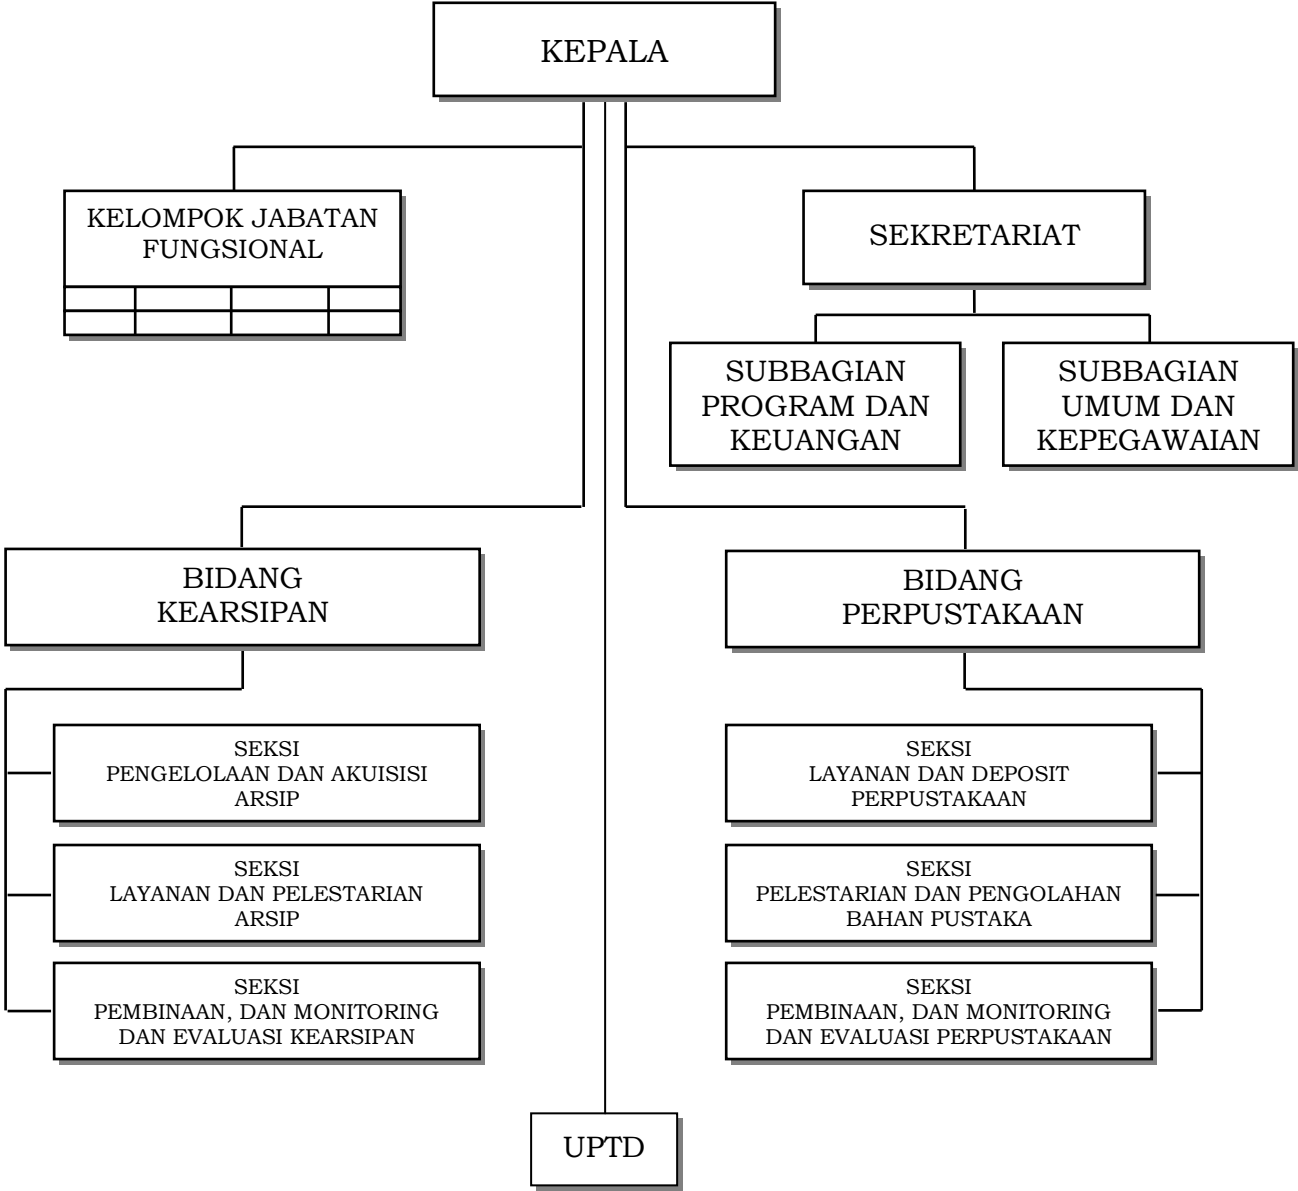 KEPALA
KELOMPOK JABATAN
FUNGSIONAL
SEKRETARIAT
SUBBAGIAN
PROGRAM DAN
KEUANGAN
SUBBAGIAN
UMUM DAN
KEPEGAWAIAN
BIDANG
KEARSIPAN
SEKSI
PENGELOLAAN DAN AKUISISI
ARSIP
SEKSI
LAYANAN DAN PELESTARIAN
ARSIP
SEKSI
PEMBINAAN, DAN MONITORING
DAN EVALUASI KEARSIPAN
BIDANG
PERPUSTAKAAN
SEKSI
LAYANAN DAN DEPOSIT
PERPUSTAKAAN
SEKSI
PELESTARIAN DAN PENGOLAHAN
BAHAN PUSTAKA
SEKSI
PEMBINAAN, DAN MONITORING
DAN EVALUASI PERPUSTAKAAN
UPTD